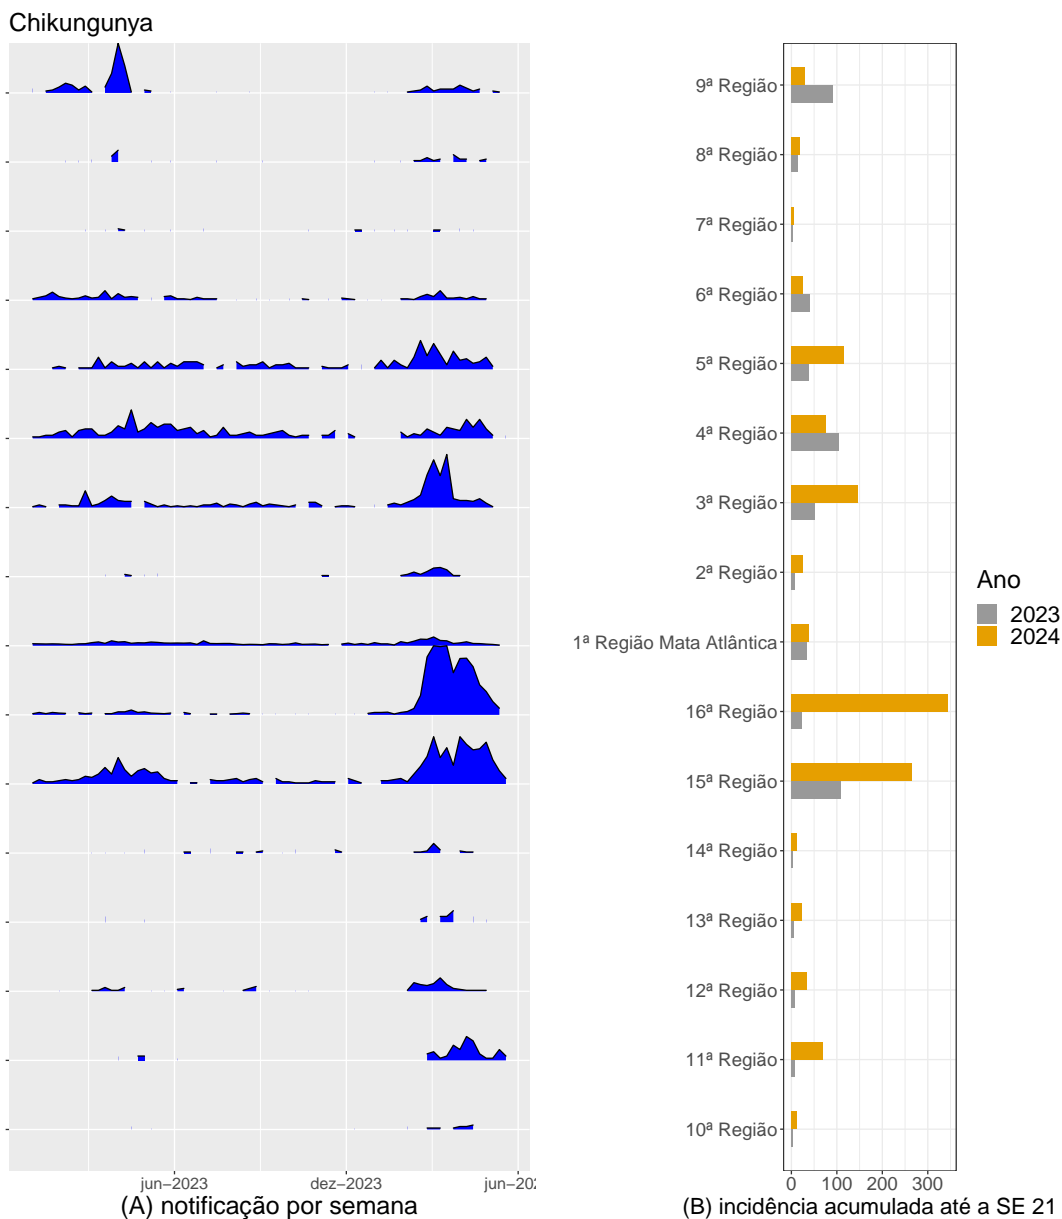 Chikungunya
9ª Região
8ª Região
7ª Região
6ª Região
5ª Região
4ª Região
3ª Região
2ª Região
1ª Região Mata Atlântica
16ª Região
15ª Região
14ª Região
13ª Região
12ª Região
11ª Região
10ª Região
Ano
2023
2024
jun–2023 dez–2023 jun–202
0 100 200 300
(A) notificação por semana
(B) incidência acumulada até a SE 21